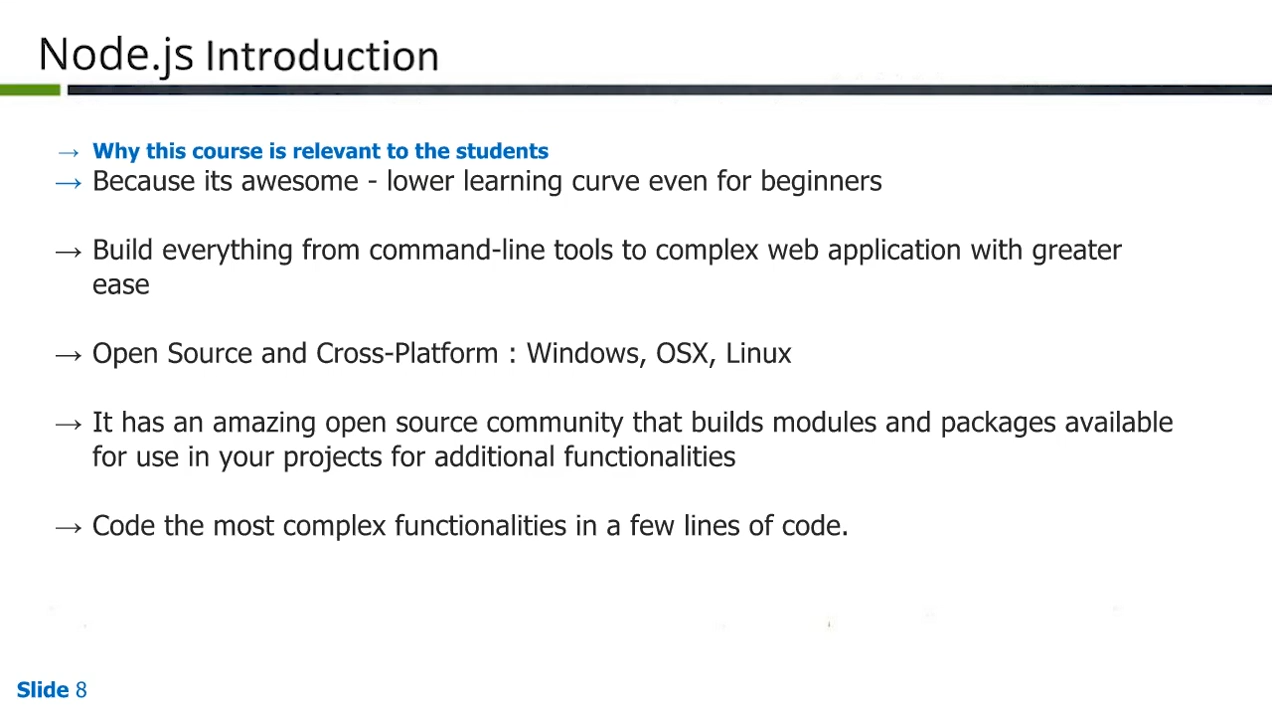 Node.js Introduction
→ Why this course is relevant to the students
→ Because its awesome - lower learning curve even for beginners
→ Build everything from command-line tools to complex web application with greater
ease
→ Open Source and Cross-Platform : Windows, OSX, Linux
→ It has an amazing open source community that builds modules and packages available
for use in your projects for additional functionalities
→ Code the most complex functionalities in a few lines of code.
Slide 8